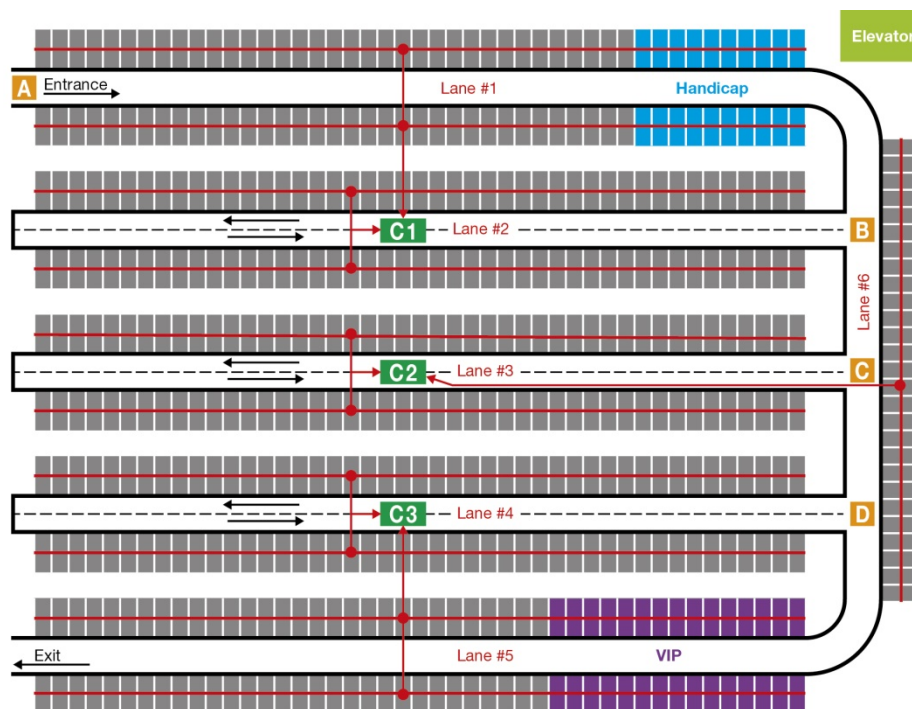 Elevator
A Entrance
Lane #1
Handicap
C1
Lane #2
B
Lane #6
C2
Lane #3
C
C3
Lane #4
D
Exit
Lane #5
VIP